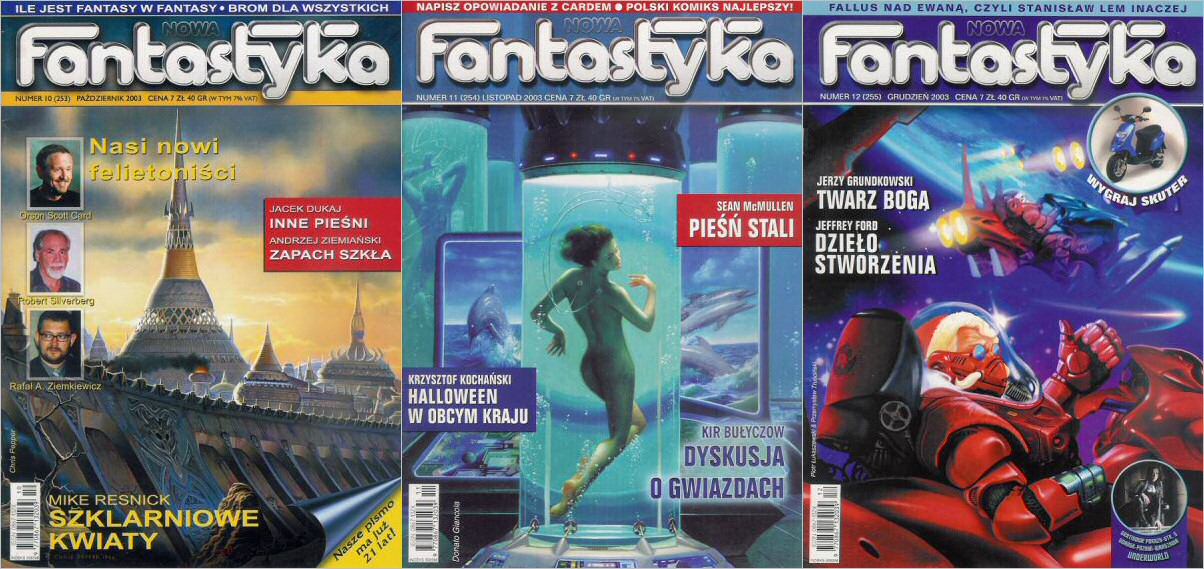 ILE JEST FANTASY W FANTASY • BROM DLA WSZYSTKICH
NOWA
Fantastyka
NUMER 10 (253) PAŹDZIERNIK 2003 CENA 7 ZŁ 40 GR (W TYM 7% VAT)
Nasi nowi
felietoniści
Orson Scott Card
Robert Silverberg
Rafał A. Ziemkiewicz
JACEK DUKAJ
INNE PIEŚNI
ANDRZEJ ZIEMIAŃSKI
ZAPACH SZKŁA
MIKE RESNICK
SZKLARNIOWE
KWIATY
Nasze pismo
ma już
21 lat!
NAPISZ OPOWIADANIE Z CARDEM • POLSKI KOMIKS NAJLEPSZY!
NOWA
Fantastyka
NUMER 11 (254) LISTOPAD 2003 CENA 7 ZŁ 40 GR (W TYM 7% VAT)
SEAN McMULLEN
PIEŚŃ STALI
KRZYSZTOF KOCHAŃSKI
HALLOWEEN
W OBCYM KRAJU
KIR BUŁYCZOW
DYSKUSJA
O GWIAZDACH
Donato Giancola
FALLUS NAD EWANĄ, CZYLI STANISŁAW LEM INACZEJ
NOWA
Fantastyka
NUMER 12 (255) GRUDZIEŃ 2003 CENA 7 ZŁ 40 GR (W TYM 7% VAT)
WYGRAJ SKUTER
JERZY GRUNDKOWSKI
TWARZ BOGA
JEFFREY FORD
DZIEŁO
STWORZENIA
UNDERWORLD